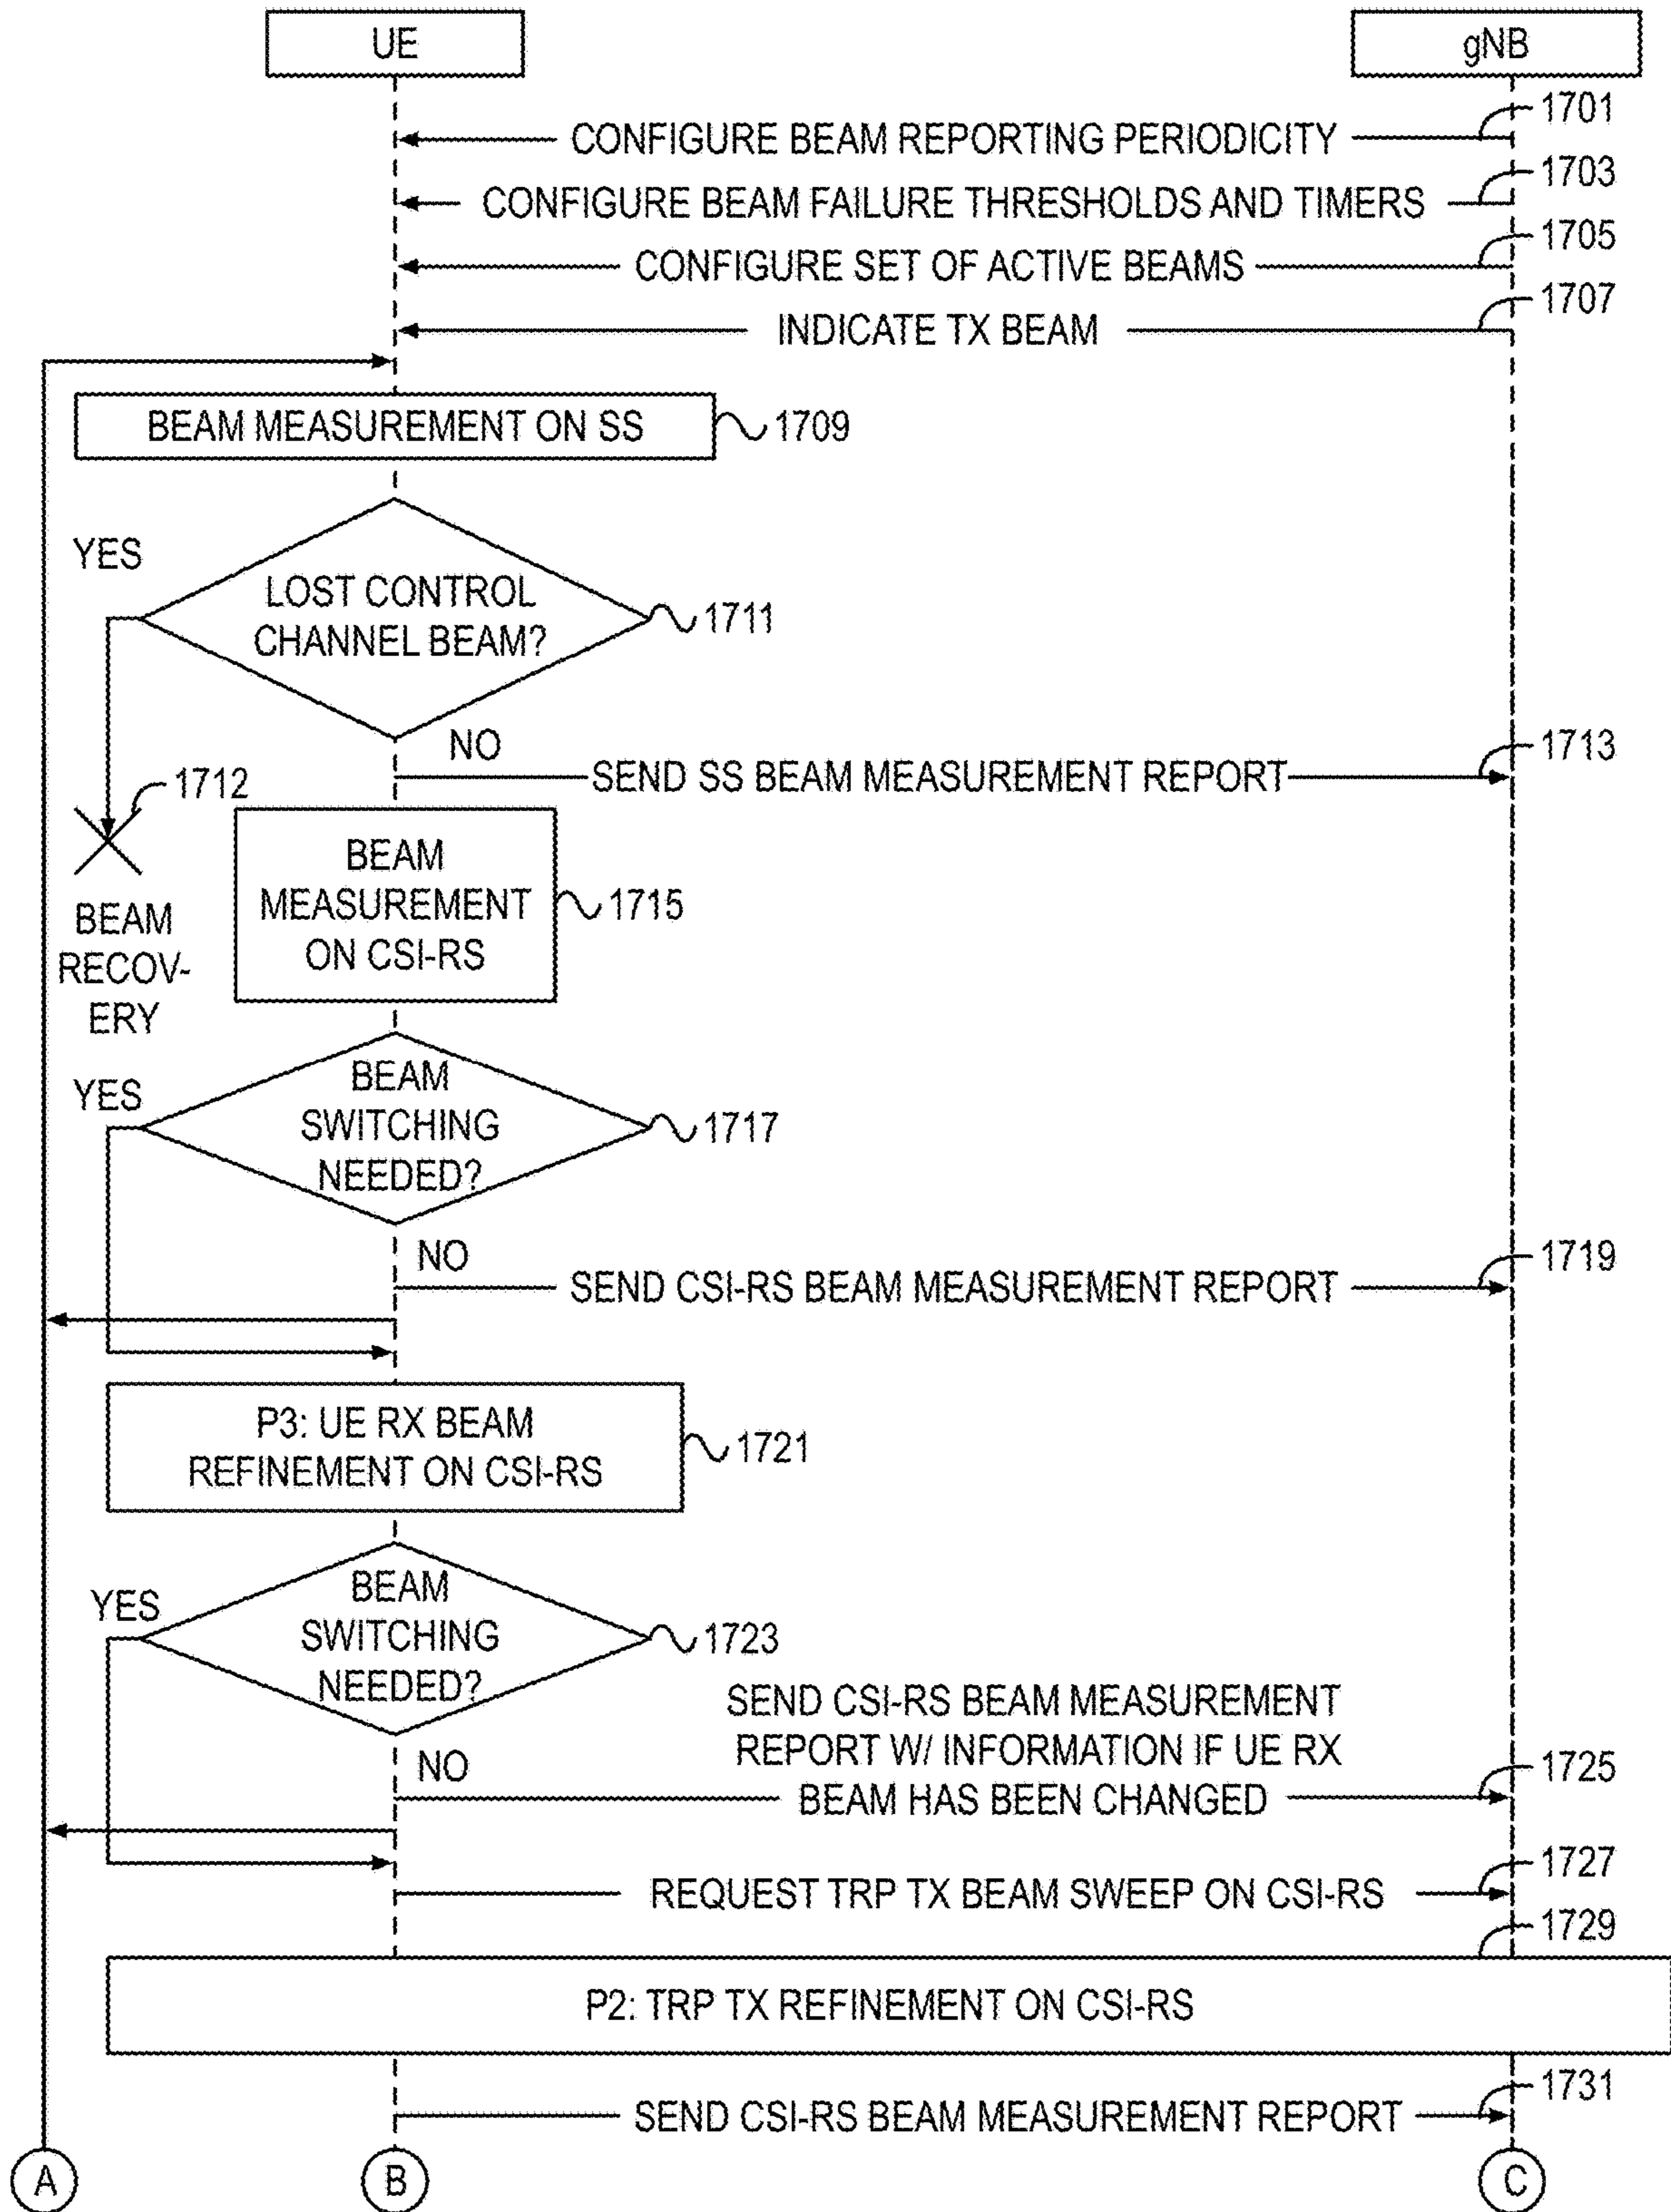 UE
gNB
1701
CONFIGURE BEAM REPORTING PERIODICITY
1703
CONFIGURE BEAM FAILURE THRESHOLDS AND TIMERS
1705
CONFIGURE SET OF ACTIVE BEAMS
1707
INDICATE TX BEAM
BEAM MEASUREMENT ON SS
1709
YES
LOST CONTROL
CHANNEL BEAM?
1711
NO
1713
SEND SS BEAM MEASUREMENT REPORT
1712
BEAM
RECOV-
ERY
BEAM
MEASUREMENT
ON CSI-RS
1715
YES
BEAM
SWITCHING
NEEDED?
1717
NO
1719
SEND CSI-RS BEAM MEASUREMENT REPORT
P3: UE RX BEAM
REFINEMENT ON CSI-RS
1721
YES
BEAM
SWITCHING
NEEDED?
1723
NO
SEND CSI-RS BEAM MEASUREMENT
REPORT W/ INFORMATION IF UE RX
BEAM HAS BEEN CHANGED
1725
1727
REQUEST TRP TX BEAM SWEEP ON CSI-RS
1729
P2: TRP TX REFINEMENT ON CSI-RS
1731
SEND CSI-RS BEAM MEASUREMENT REPORT
A
B
C